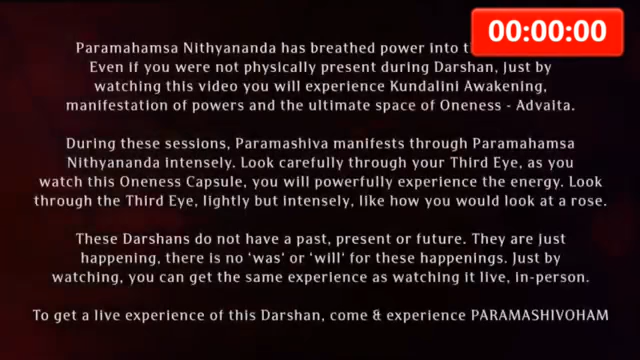 00:00:00
Paramahamsa Nithyananda has breathed power into
Even if you were not physically present during Darshan, Just by
watching this video you will experience Kundalini Awakening,
manifestation of powers and the ultimate space of Oneness - Advaita.
During these sessions, Paramashiva manifests through Paramahamsa
Nithyananda intensely. Look carefully through your Third Eye, as you
watch this Oneness Capsule, you will powerfully experience the energy. Look
through the Third Eye, lightly but intensely, like how you would look at a rose.
These Darshans do not have a past, present or future. They are just
happening, there is no 'was' or 'will' for these happenings. Just by
watching, you can get the same experience as watching it live, in-person.
To get a live experience of this Darshan, come & experience PARAMASHIVOHAM